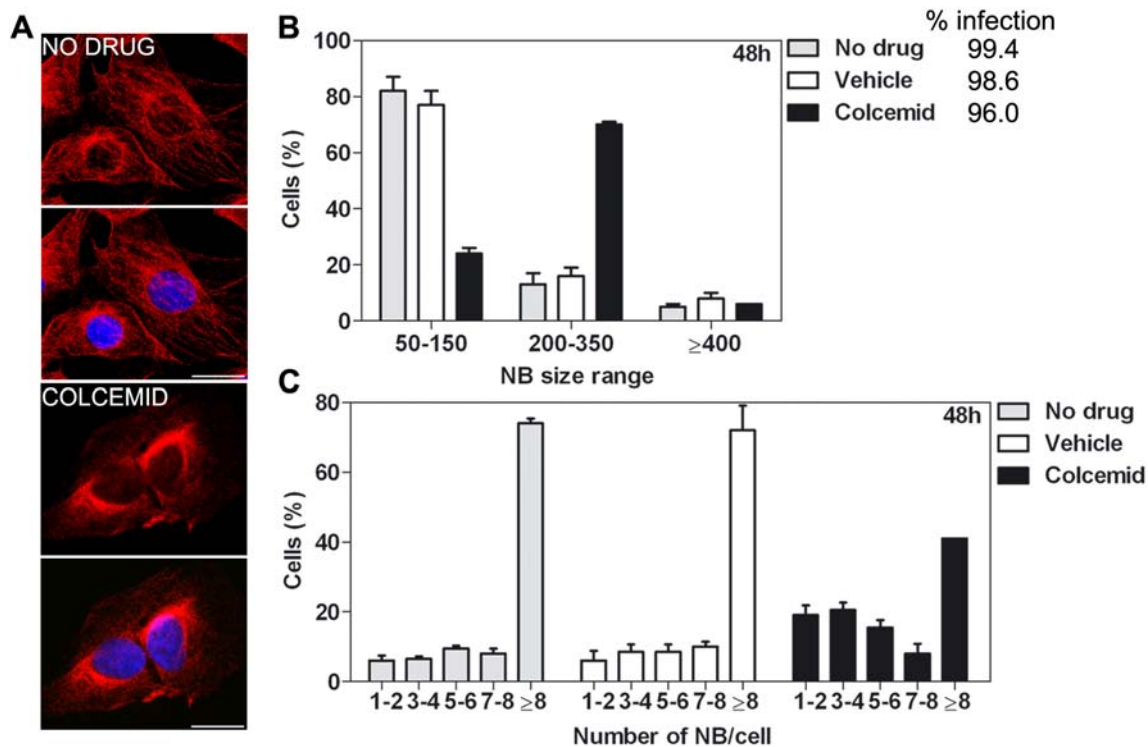 A
NO DRUG
COLCEMID
B
% infection
48h
No drug 99.4
Vehicle 98.6
Colcemid 96.0
100
80
60
40
20
0
Cells (%)
50-150 200-350 ≥400
NB size range
C
48h
No drug
Vehicle
Colcemid
80
60
40
20
0
Cells (%)
1-2 3-4 5-6 7-8 ≥8 1-2 3-4 5-6 7-8 ≥8 1-2 3-4 5-6 7-8 ≥8
Number of NB/cell